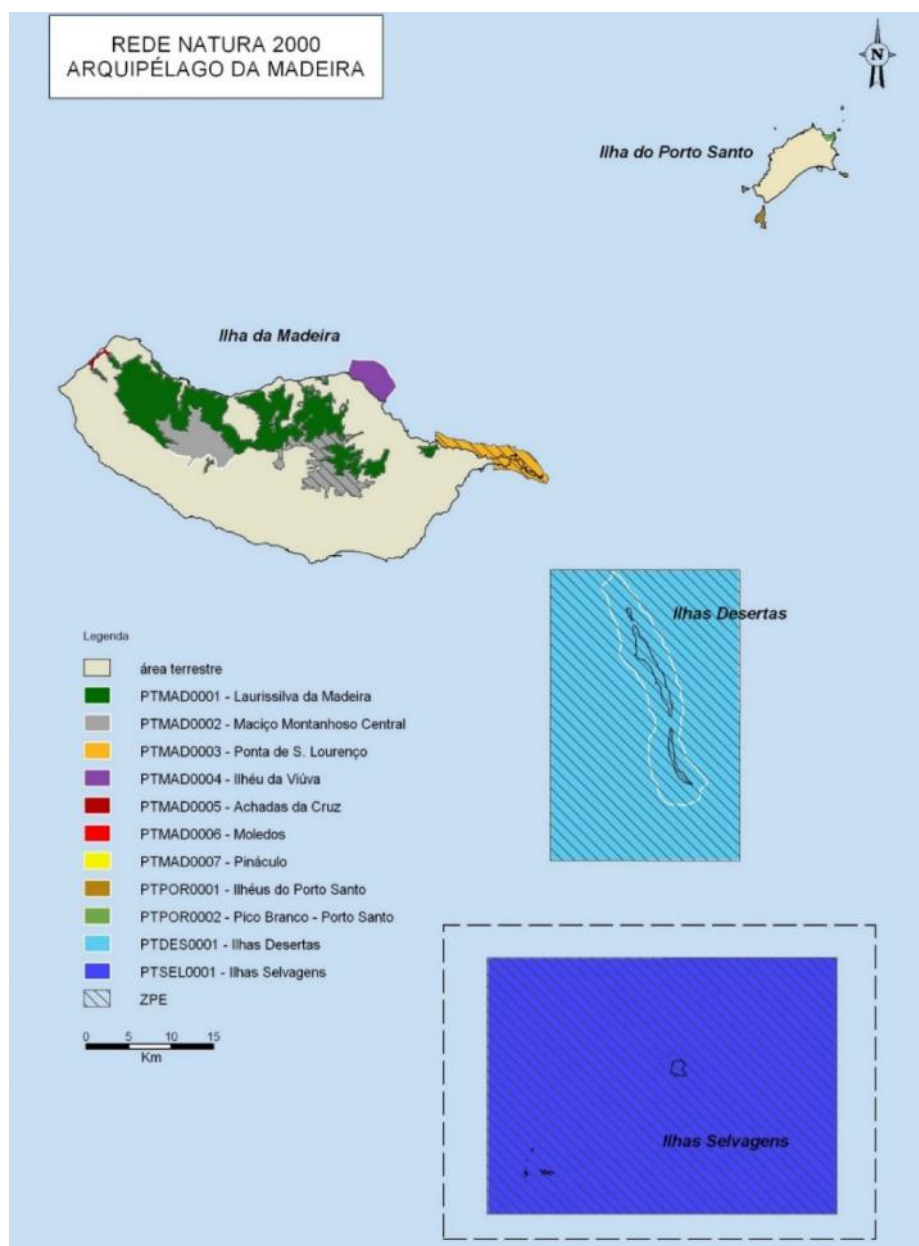 REDE NATURA 2000
ARQUIPÉLAGO DA MADEIRA
N
Ilha do Porto Santo
Ilha da Madeira
Ilhas Desertas
Legenda
área terrestre
PTMAD0001 - Laurissilva da Madeira
PTMAD0002 - Maciço Montanhoso Central
PTMAD0003 - Ponta de S. Lourenço
PTMAD0004 - Ilhéu da Viúva
PTMAD0005 - Achadas da Cruz
PTMAD0006 - Moledos
PTMAD0007 - Pináculo
PTPOR0001 - Ilhéus do Porto Santo
PTPOR0002 - Pico Branco - Porto Santo
PTDES0001 - Ilhas Desertas
PTSEL0001 - Ilhas Selvagens
ZPE
0 5 10 15
Km
Ilhas Selvagens